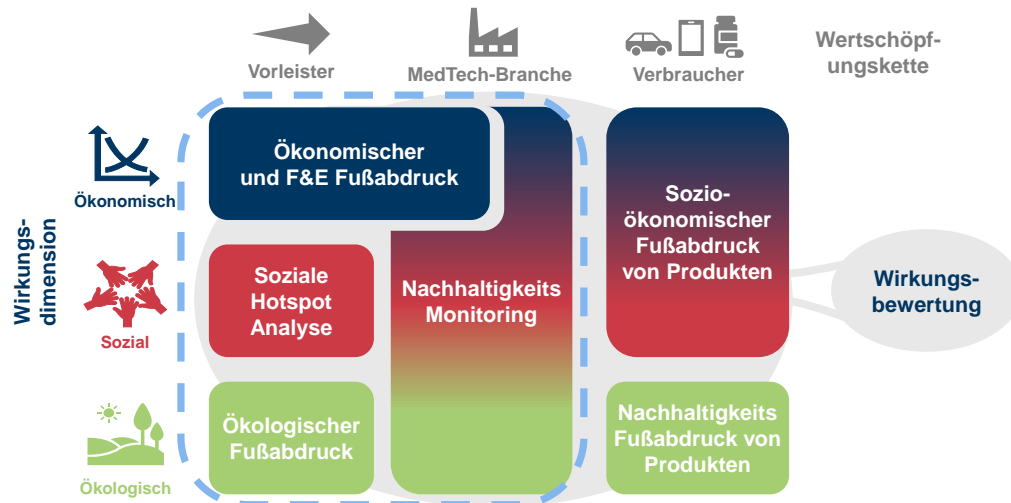 Vorleister
MedTech-Branche
Verbraucher
Wertschöpf-
ungskette
Wirkungs-
dimension
Ökonomisch
Ökonomischer
und F&E Fußabdruck
Sozio-
ökonomischer
Fußabdruck
von Produkten
Sozial
Soziale
Hotspot
Analyse
Nachhaltigkeits
Monitoring
Wirkungs-
bewertung
Ökologisch
Ökologischer
Fußabdruck
Nachhaltigkeits
Fußabdruck von
Produkten